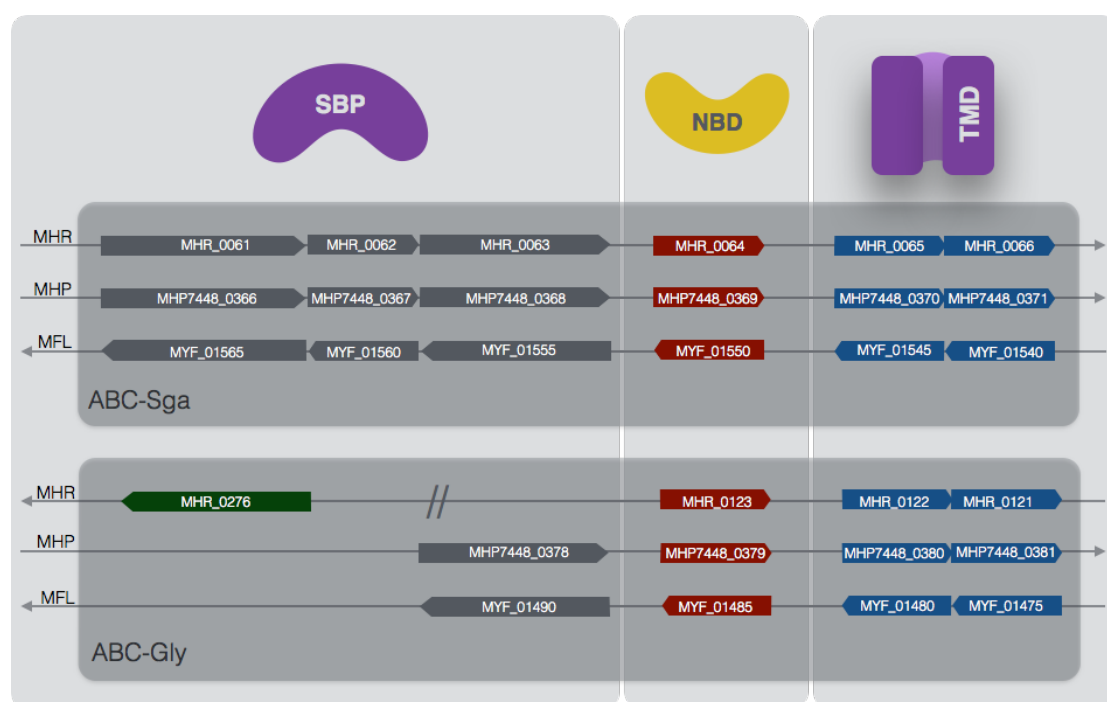 SBP NBD TMD
MHR MHR_0061 MHR_0062 MHR_0063 MHR_0064 MHR_0065 MHR_0066
MHP MHP7448_0366 MHP7448_0367 MHP7448_0368 MHP7448_0369 MHP7448_0370 MHP7448_0371
MFL MYF_01565 MYF_01560 MYF_01555 MYF_01550 MYF_01545 MYF_01540
ABC-Sga
MHR MHR_0276 // MHR_0123 MHR_0122 MHR_0121
MHP MHP7448_0378 MHP7448_0379 MHP7448_0380 MHP7448_0381
MFL MYF_01490 MYF_01485 MYF_01480 MYF_01475
ABC-Gly